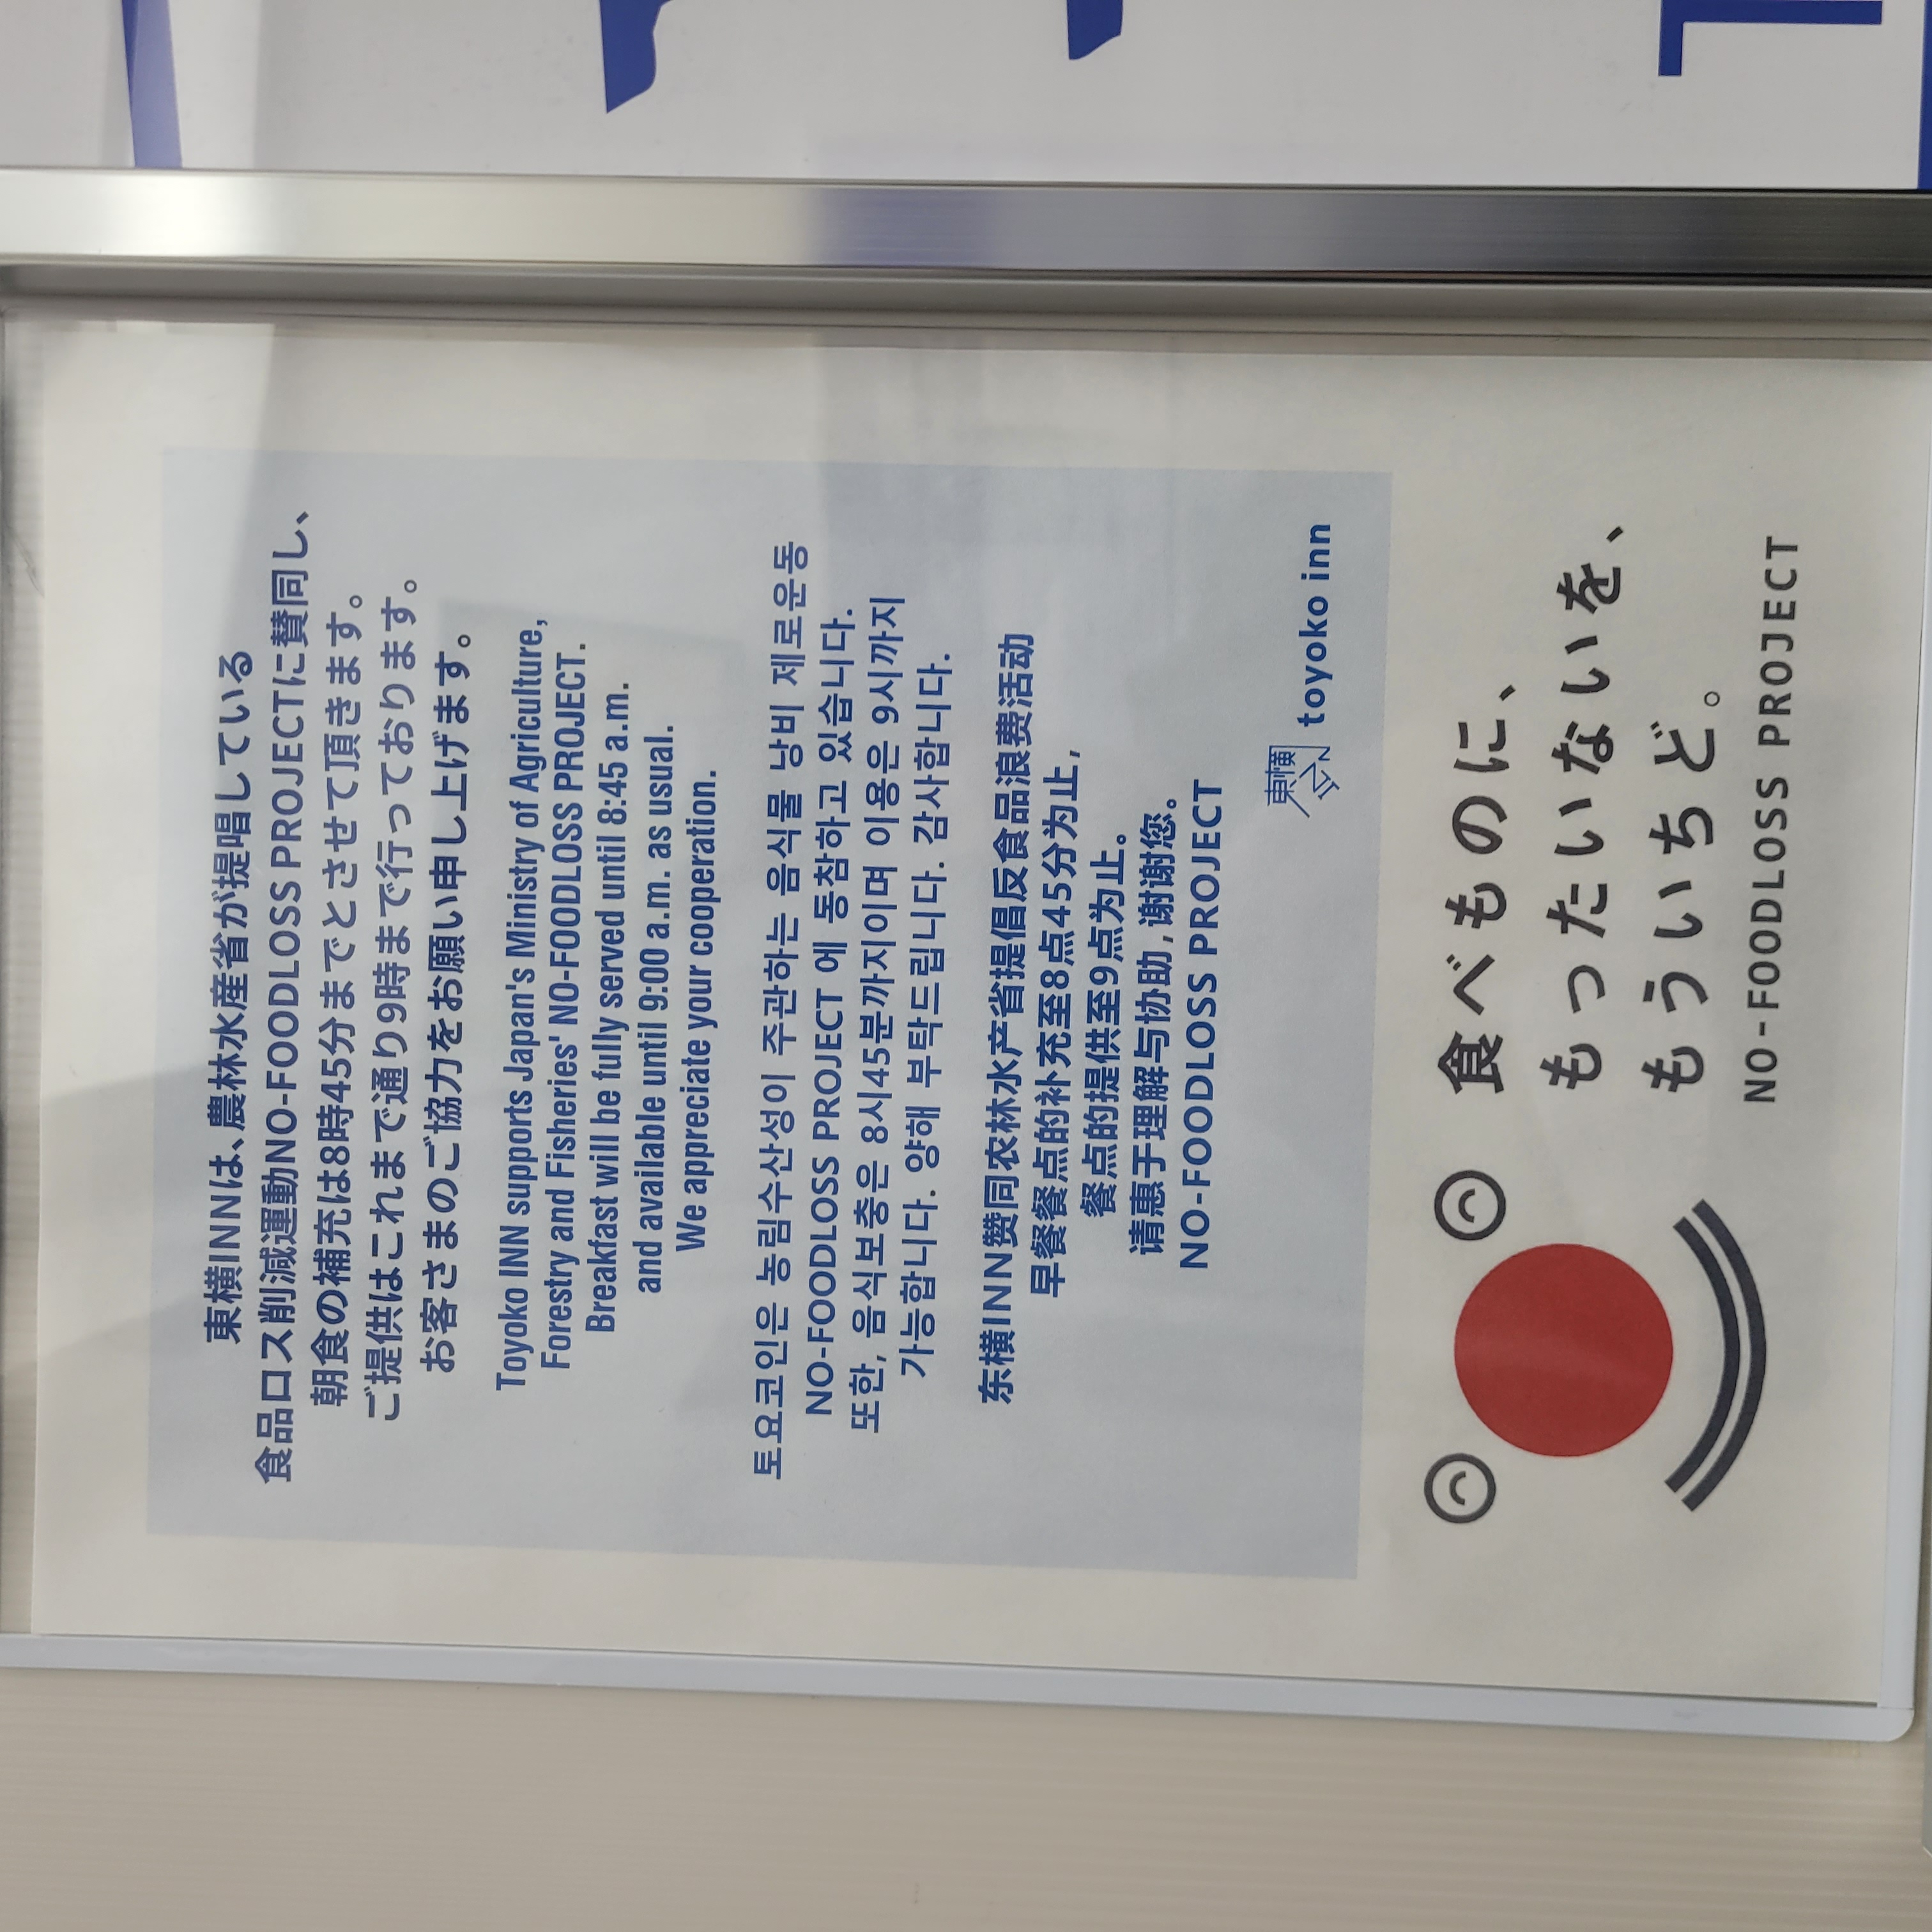 東横INNは、農林水産省が提唱している
食品ロス削減運動NO-FOODLOSS PROJECTに賛同し、
朝食の補充は8時45分までとさせて頂きます。
ご提供はこれまで通り9時まで行っております。
お客さまのご協力をお願い申し上げます。
Toyoko INN supports Japan's Ministry of Agriculture,
Forestry and Fisheries' NO-FOODLOSS PROJECT.
Breakfast will be fully served until 8:45 a.m.
and available until 9:00 a.m. as usual.
We appreciate your cooperation.
토요코인은 농림수산성이 주관하는 음식물 낭비 제로운동
NO-FOODLOSS PROJECT 에 동참하고 있습니다.
또한, 음식보충은 8시45분까지이며 이용은 9시까지
가능합니다. 양해 부탁드립니다. 감사합니다.
东横INN赞同农林水产省提倡反食品浪费活动
早餐餐点的补充至8点45分为止,
餐点的提供至9点为止。
请惠于理解与协助,谢谢您。
NO-FOODLOSS PROJECT
東横INN toyoko inn
食べものに、
もったいないを、
もういちど。
NO-FOODLOSS PROJECT